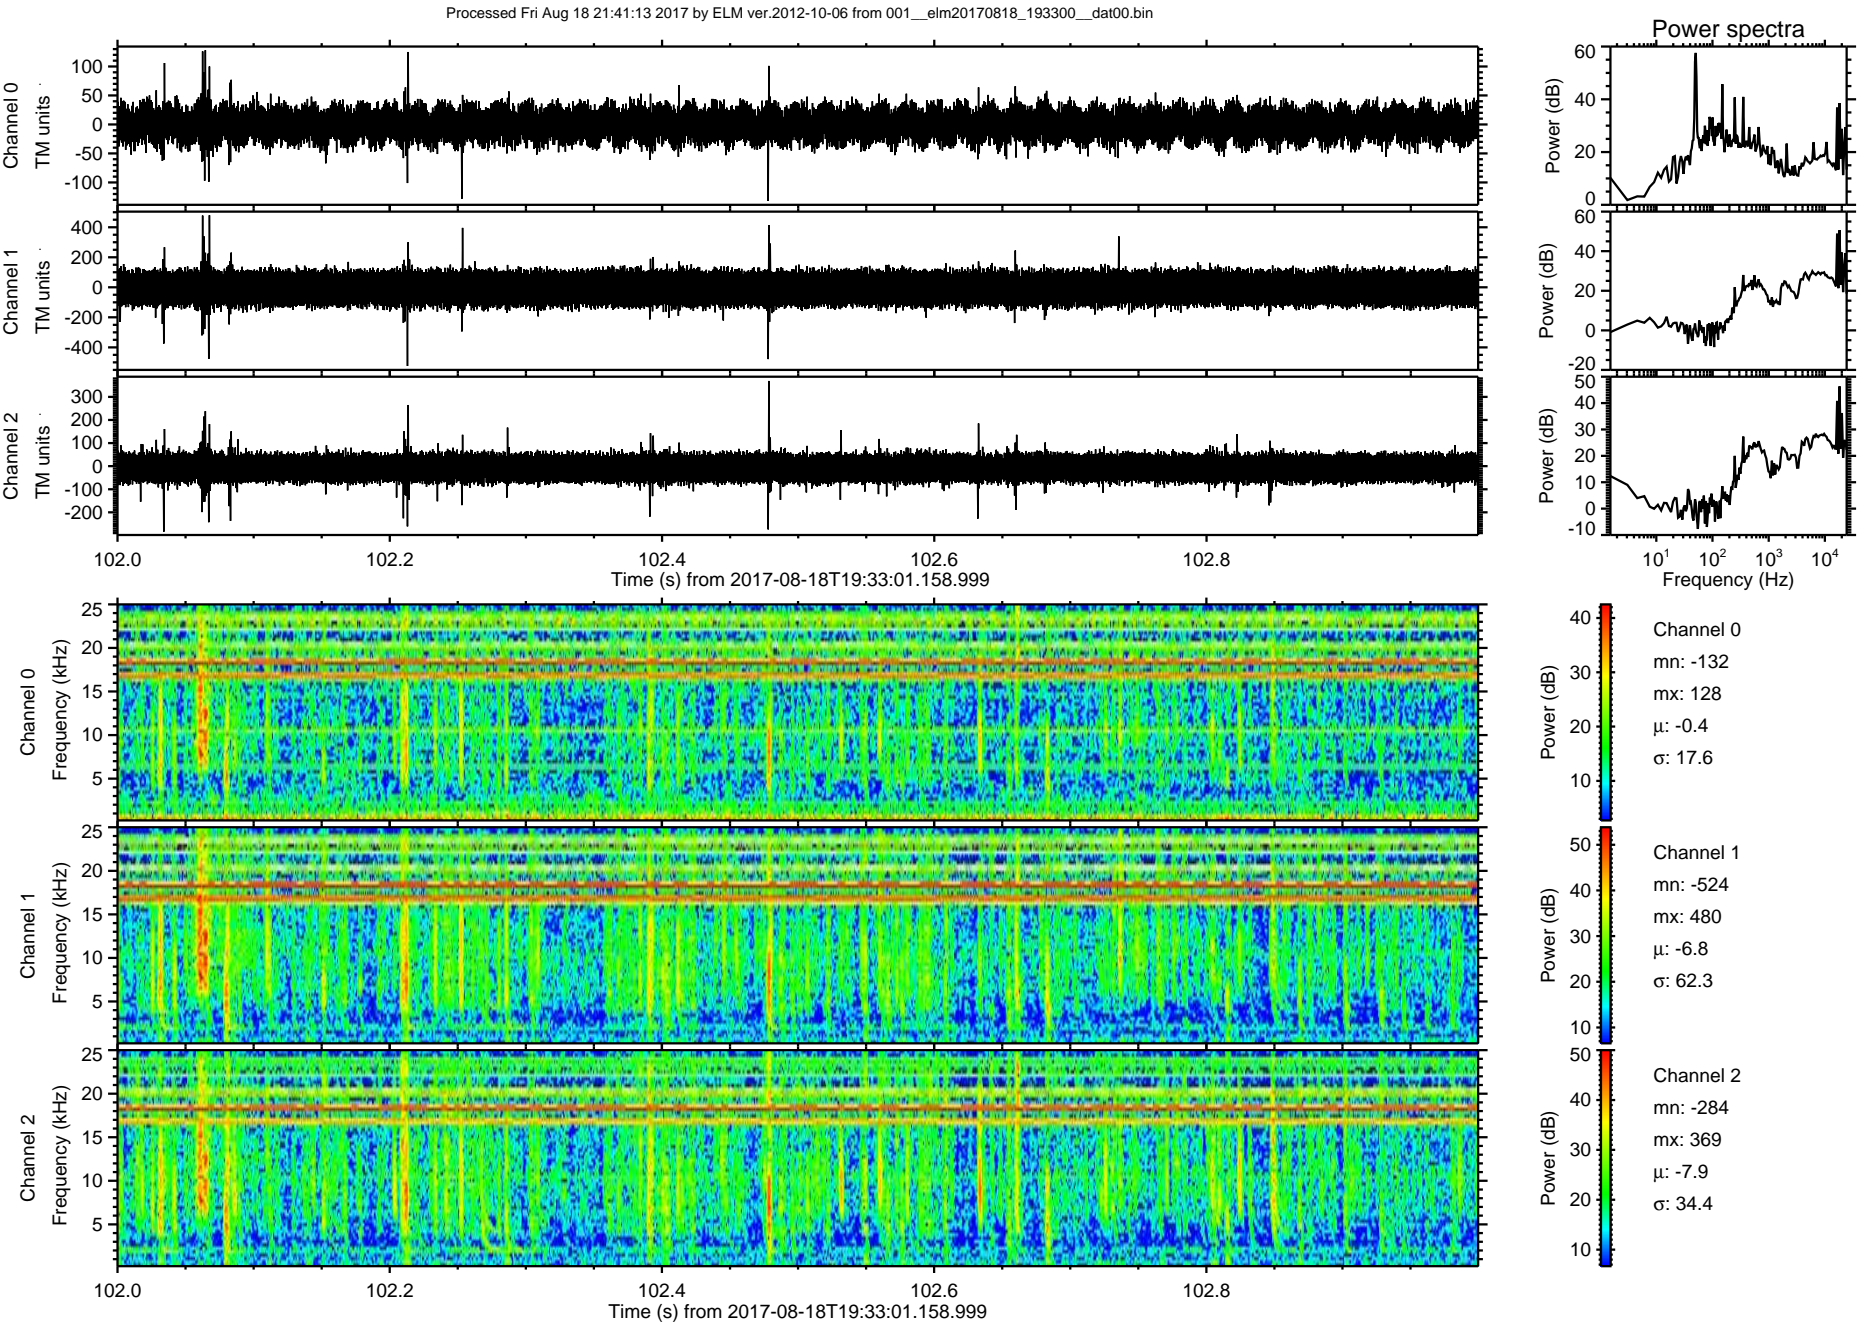 Processed Fri Aug 18 21:41:13 2017 by ELM ver.2012-10-06 from 001__elm20170818_193300__dat00.bin
Power spectra
Channel 0
TM units
100
50
0
-50
-100
Power (dB)
60
40
20
0
Channel 1
TM units
400
200
0
-200
-400
Power (dB)
60
40
20
0
-20
Channel 2
TM units
300
200
100
0
-100
-200
Power (dB)
50
40
30
20
10
0
-10
102.0 102.2 102.4 102.6 102.8
Time (s) from 2017-08-18T19:33:01.158.999
10¹ 10² 10³ 10⁴
Frequency (Hz)
Channel 0
Frequency (kHz)
25
20
15
10
5
Power (dB)
40
30
20
10
Channel 0
mn: -132
mx: 128
μ: -0.4
σ: 17.6
Channel 1
Frequency (kHz)
25
20
15
10
5
Power (dB)
50
40
30
20
10
Channel 1
mn: -524
mx: 480
μ: -6.8
σ: 62.3
Channel 2
Frequency (kHz)
25
20
15
10
5
Power (dB)
50
40
30
20
10
Channel 2
mn: -284
mx: 369
μ: -7.9
σ: 34.4
102.0 102.2 102.4 102.6 102.8
Time (s) from 2017-08-18T19:33:01.158.999